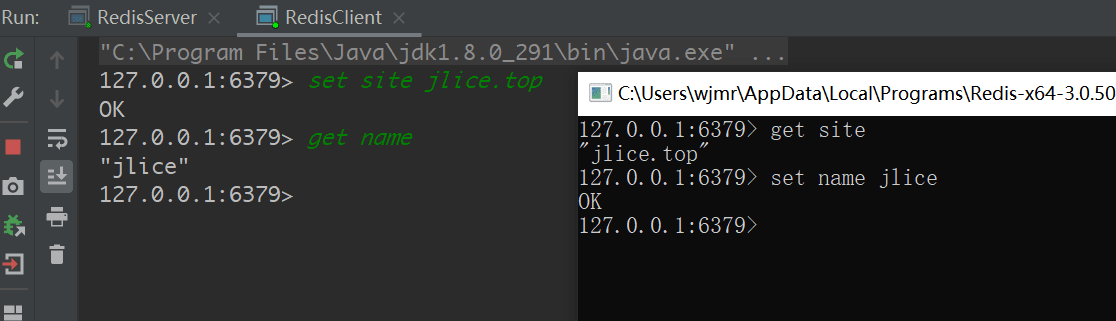 Run:
RedisServer
RedisClient
"C:\Program Files\Java\jdk1.8.0_291\bin\java.exe" ...
127.0.0.1:6379> set site jlice.top
OK
127.0.0.1:6379> get name
"jlice"
127.0.0.1:6379>
C:\Users\wjmr\AppData\Local\Programs\Redis-x64-3.0.50
127.0.0.1:6379> get site
"jlice.top"
127.0.0.1:6379> set name jlice
OK
127.0.0.1:6379>